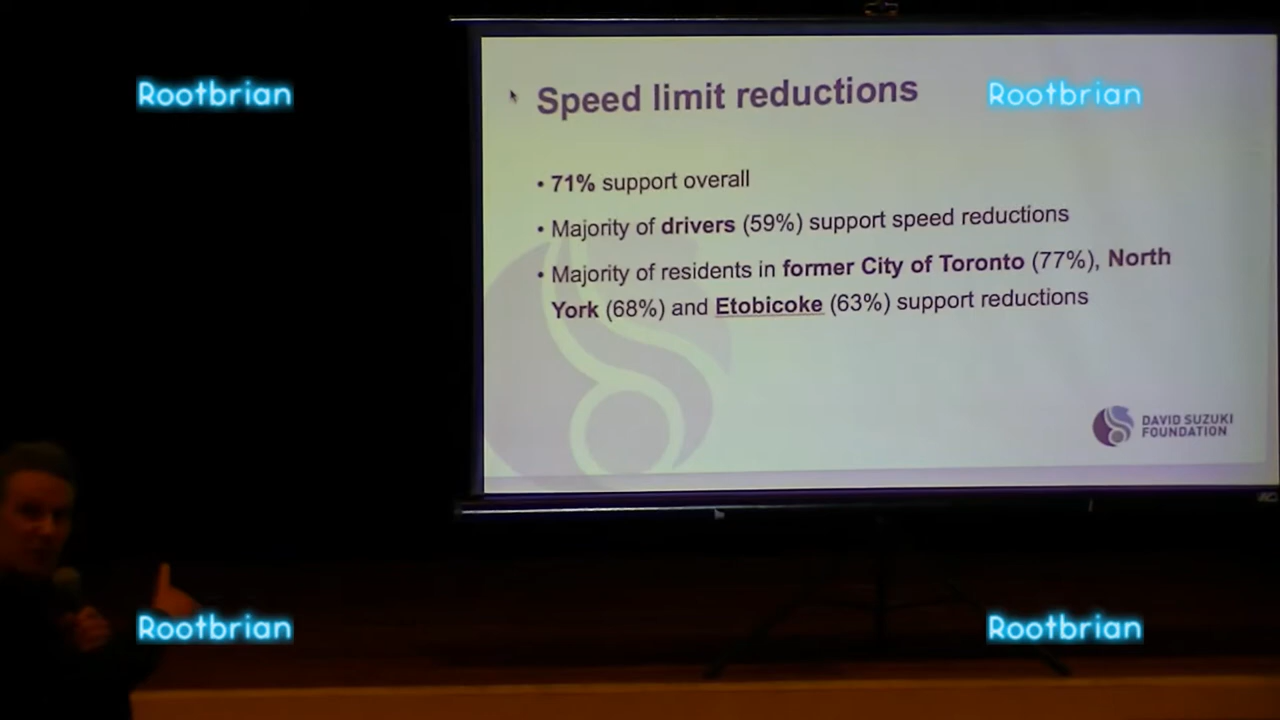 Rootbrian
Rootbrian
Speed limit reductions
• 71% support overall
• Majority of drivers (59%) support speed reductions
• Majority of residents in former City of Toronto (77%), North
York (68%) and Etobicoke (63%) support reductions
DAVID SUZUKI
FOUNDATION
Rootbrian
Rootbrian